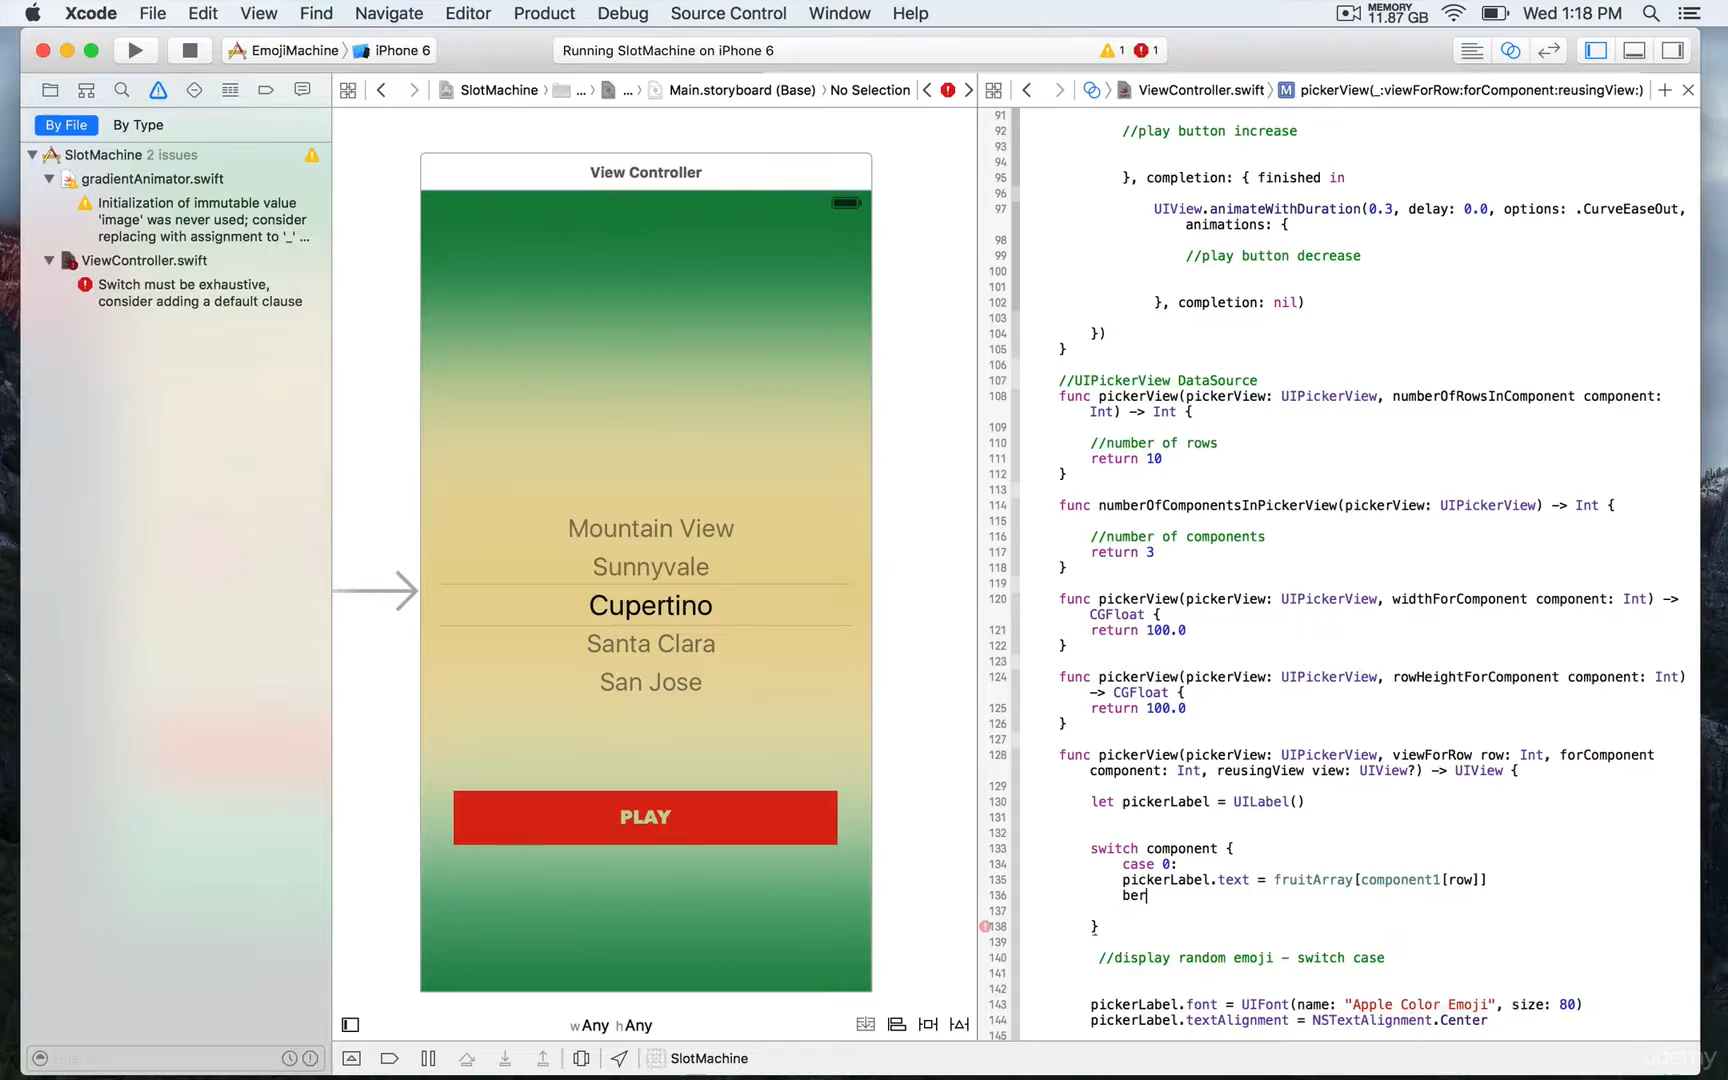 Xcode File Edit View Find Navigate Editor Product Debug Source Control Window Help
MEMORY
11.87 GB
Wed 1:18 PM
EmojiMachine iPhone 6
Running SlotMachine on iPhone 6
1 1
SlotMachine ... ... Main.storyboard (Base) No Selection
ViewController.swift M pickerView(_:viewForRow:forComponent:reusingView:)
By File By Type
SlotMachine 2 issues
gradientAnimator.swift
Initialization of immutable value
'image' was never used; consider
replacing with assignment to '_' ...
ViewController.swift
Switch must be exhaustive,
consider adding a default clause
View Controller
Mountain View
Sunnyvale
Cupertino
Santa Clara
San Jose
PLAY
wAny hAny
91
92 //play button increase
93
94
95 }, completion: { finished in
96
97 UIView.animateWithDuration(0.3, delay: 0.0, options: .CurveEaseOut,
animations: {
98
99 //play button decrease
100
101
102 }, completion: nil)
103
104 })
105 }
106
107 //UIPickerView DataSource
108 func pickerView(pickerView: UIPickerView, numberOfRowsInComponent component:
Int) -> Int {
109
110 //number of rows
111 return 10
112 }
113
114 func numberOfComponentsInPickerView(pickerView: UIPickerView) -> Int {
115
116 //number of components
117 return 3
118 }
119
120 func pickerView(pickerView: UIPickerView, widthForComponent component: Int) ->
CGFloat {
121 return 100.0
122 }
123
124 func pickerView(pickerView: UIPickerView, rowHeightForComponent component: Int)
-> CGFloat {
125 return 100.0
126 }
127
128 func pickerView(pickerView: UIPickerView, viewForRow row: Int, forComponent
component: Int, reusingView view: UIView?) -> UIView {
129
130 let pickerLabel = UILabel()
131
132
133 switch component {
134 case 0:
135 pickerLabel.text = fruitArray[component1[row]]
136 ber
137
138 }
139
140 //display random emoji - switch case
141
142
143 pickerLabel.font = UIFont(name: "Apple Color Emoji", size: 80)
144 pickerLabel.textAlignment = NSTextAlignment.Center
145
SlotMachine
udemy